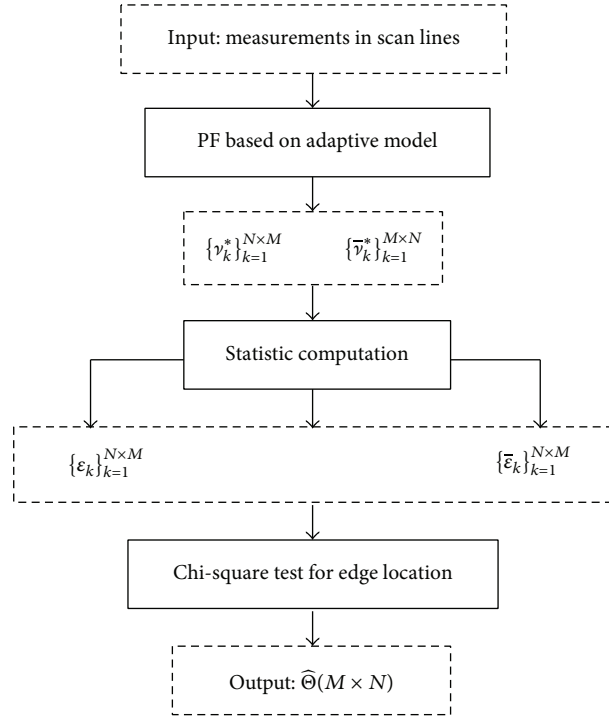 Input: measurements in scan lines
PF based on adaptive model
{ν*_k}^{N×M}_{k=1} {ν̅*_k}^{M×N}_{k=1}
Statistic computation
{ε_k}^{N×M}_{k=1} {ε̅_k}^{N×M}_{k=1}
Chi-square test for edge location
Output: Θ̂(M × N)